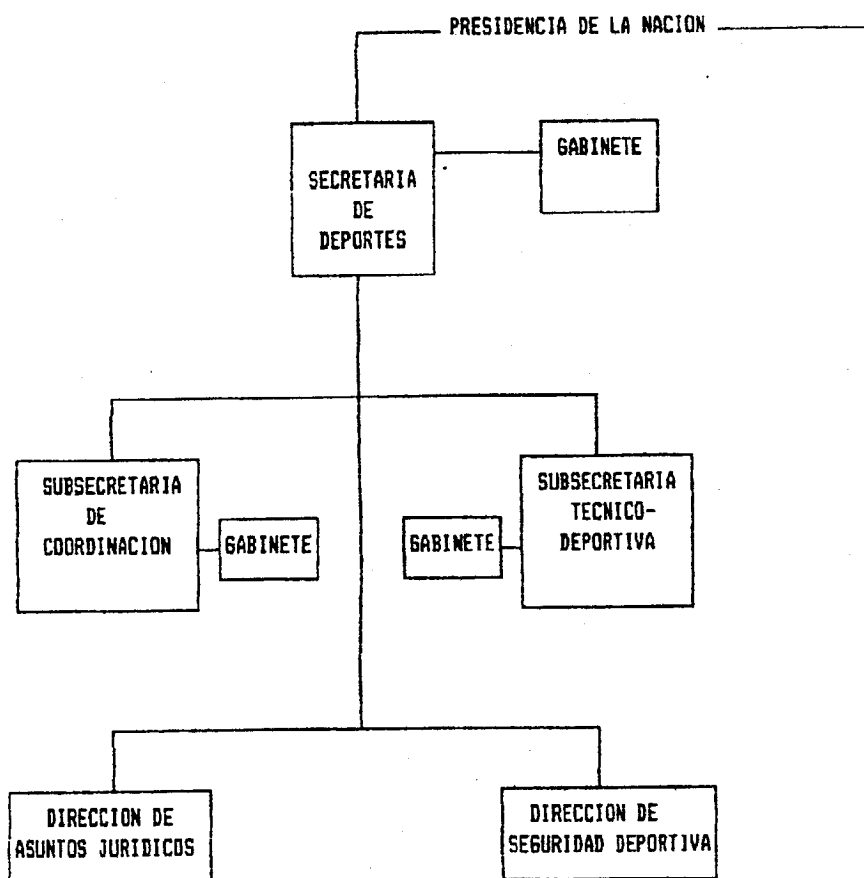 PRESIDENCIA DE LA NACION
SECRETARIA
DE
DEPORTES
GABINETE
SUBSECRETARIA
DE
COORDINACION
GABINETE
GABINETE
SUBSECRETARIA
TECNICO-
DEPORTIVA
DIRECCION DE
ASUNTOS JURIDICOS
DIRECCION DE
SEGURIDAD DEPORTIVA